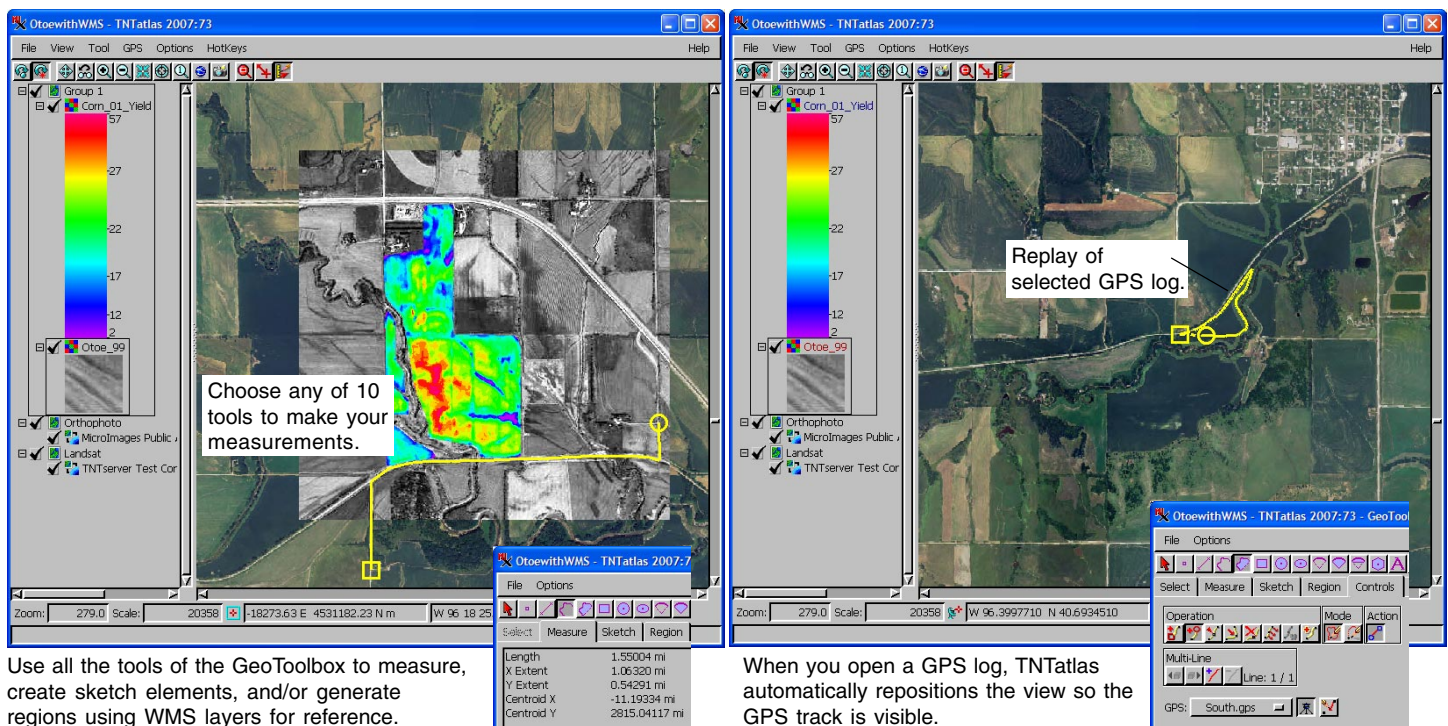 OtoewithWMS - TNTatlas 2007:73
File View Tool GPS Options HotKeys Help
Group 1
Corn_01_Yield
57
27
22
17
12
2
Otoe_99
Orthophoto
MicroImages Public
Landsat
TNTserver Test Cor
Choose any of 10
tools to make your
measurements.
Zoom: 279.0 Scale: 20358 -18273.63 E 4531182.23 N m W 96 18 25
OtoewithWMS - TNTatlas 2007:7
File Options
Select Measure Sketch Region
Length 1.55004 mi
X Extent 1.06320 mi
Y Extent 0.54291 mi
Centroid X -11.19334 mi
Centroid Y 2815.04117 mi
Use all the tools of the GeoToolbox to measure,
create sketch elements, and/or generate
regions using WMS layers for reference.
OtoewithWMS - TNTatlas 2007:73
File View Tool GPS Options HotKeys Help
Group 1
Corn_01_Yield
57
27
22
17
12
2
Otoe_99
Orthophoto
MicroImages Public
Landsat
TNTserver Test Cor
Replay of
selected GPS log.
Zoom: 279.0 Scale: 20358 W 96.3997710 N 40.6934510
OtoewithWMS - TNTatlas 2007:73 - GeoTool
File Options
Select Measure Sketch Region Controls
Operation Mode Action
Multi-Line
Line: 1 / 1
GPS: South.gps
When you open a GPS log, TNTatlas
automatically repositions the view so the
GPS track is visible.